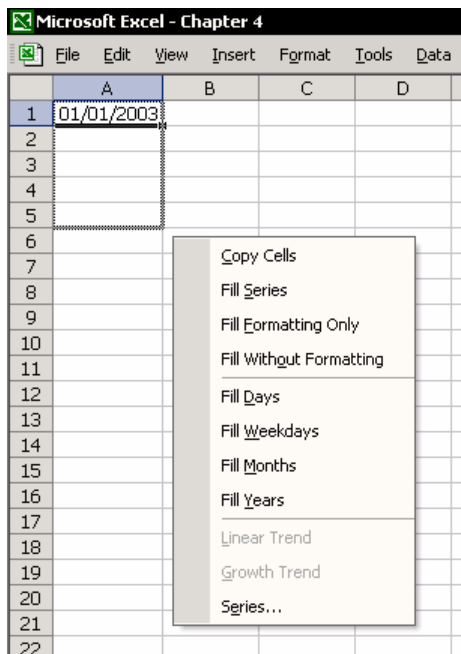 Microsoft Excel - Chapter 4
File Edit View Insert Format Tools Data
A B C D
1 01/01/2003
2
3
4
5
6
7
8
9
10
11
12
13
14
15
16
17
18
19
20
21
22
Copy Cells
Fill Series
Fill Formatting Only
Fill Without Formatting
Fill Days
Fill Weekdays
Fill Months
Fill Years
Linear Trend
Growth Trend
Series...